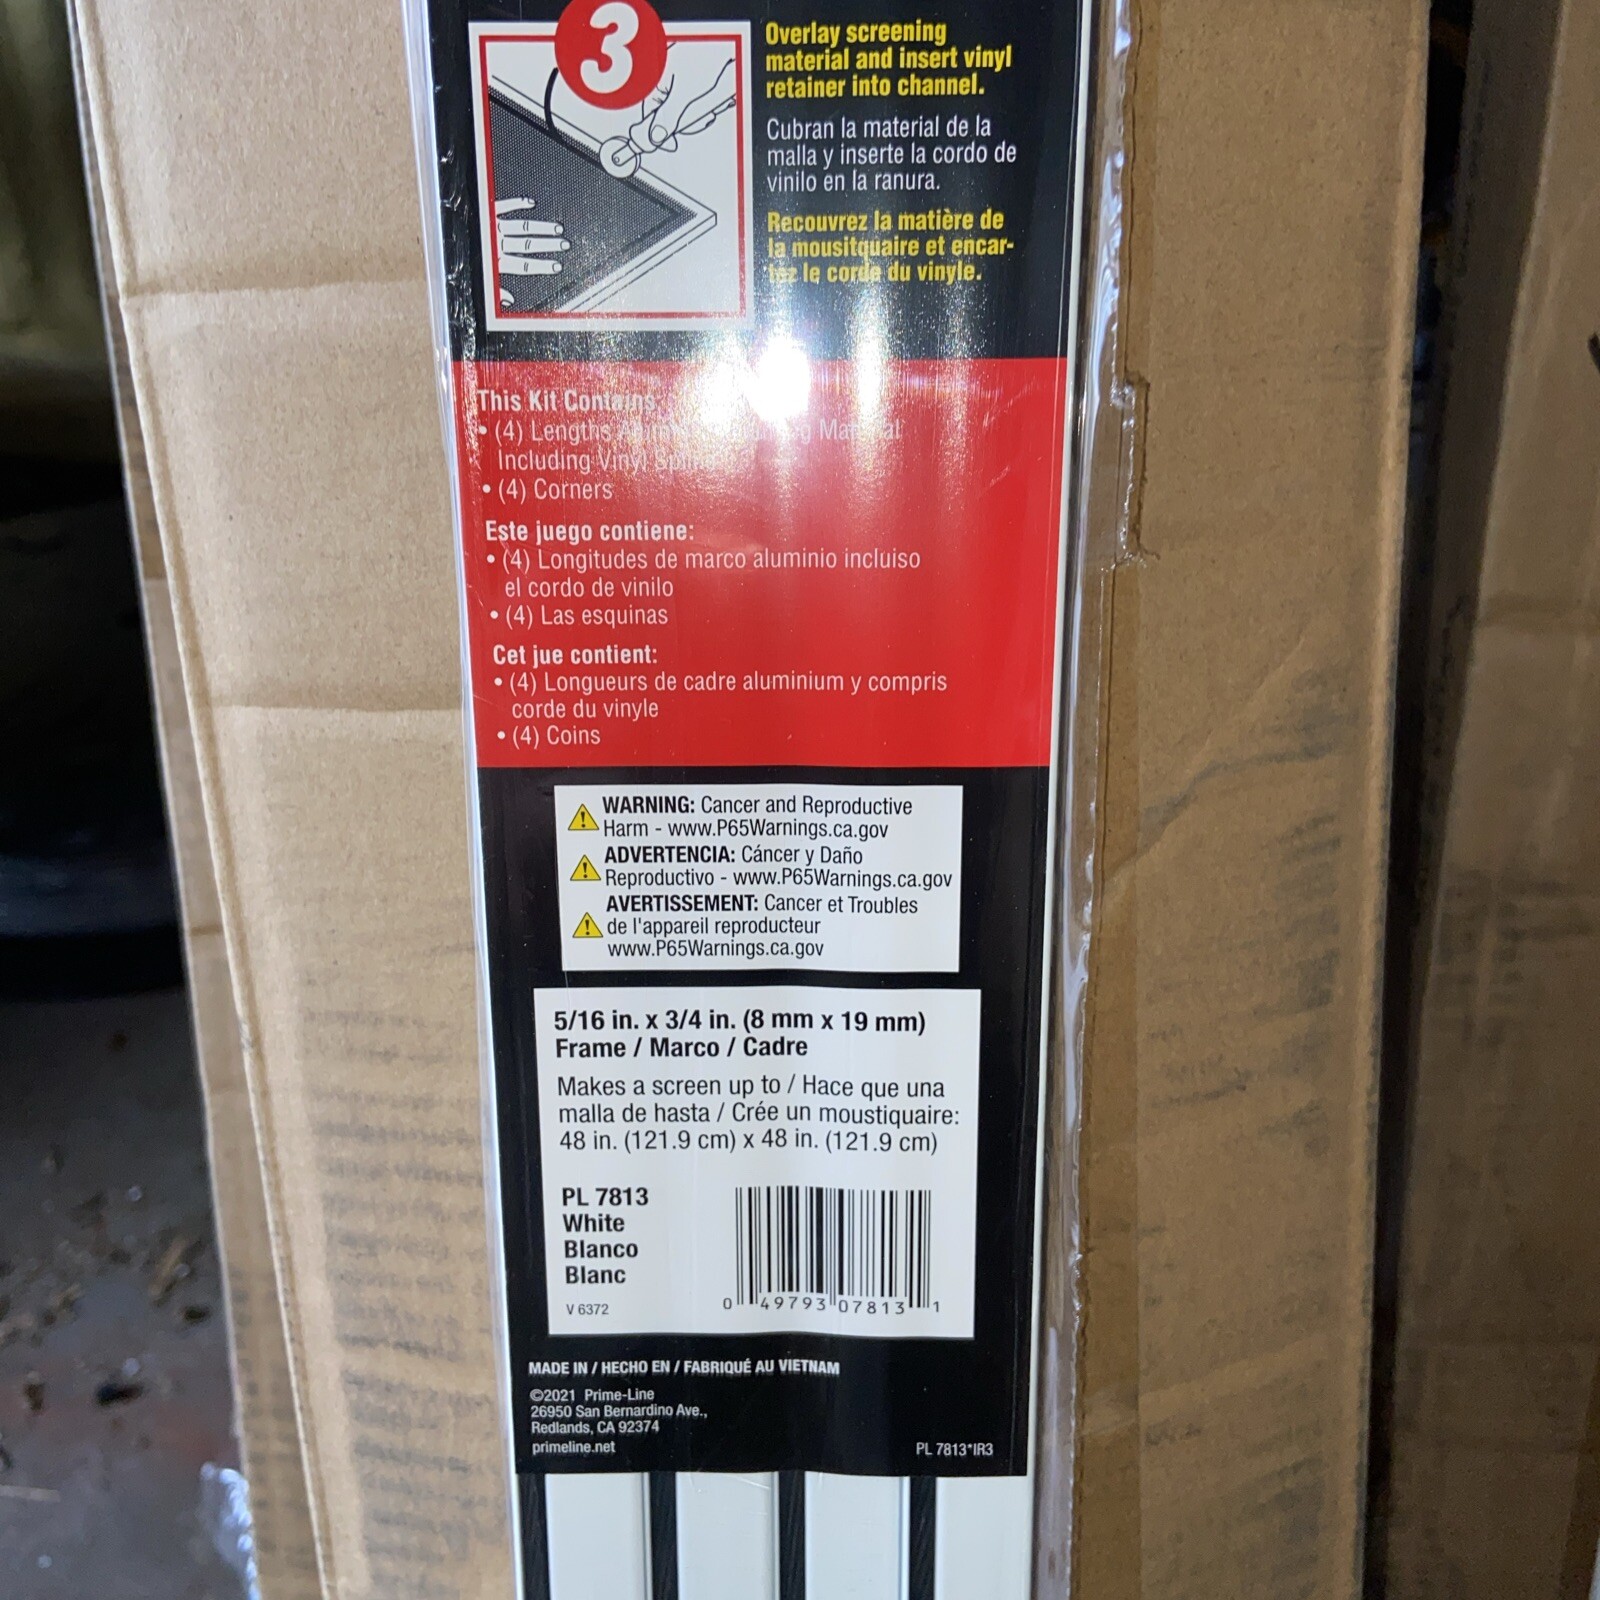 3
Overlay screening
material and insert vinyl
retainer into channel.
Cubran la material de la
malla y inserte la cordo de
vinilo en la ranura.
Recouvrez la matière de
la mousitquaire et encar-
tez le corde du vinyle.
This Kit Contains:
• (4) Lengths
Including Vinyl Spline
• (4) Corners
Este juego contiene:
• (4) Longitudes de marco aluminio incluiso
el cordo de vinilo
• (4) Las esquinas
Cet jue contient:
• (4) Longueurs de cadre aluminium y compris
corde du vinyle
• (4) Coins
WARNING: Cancer and Reproductive
Harm - www.P65Warnings.ca.gov
ADVERTENCIA: Cáncer y Daño
Reproductivo - www.P65Warnings.ca.gov
AVERTISSEMENT: Cancer et Troubles
de l'appareil reproducteur
www.P65Warnings.ca.gov
5/16 in. x 3/4 in. (8 mm x 19 mm)
Frame / Marco / Cadre
Makes a screen up to / Hace que una
malla de hasta / Crée un moustiquaire:
48 in. (121.9 cm) x 48 in. (121.9 cm)
PL 7813
White
Blanco
Blanc
V 6372
0 49793 07813 1
MADE IN / HECHO EN / FABRIQUÉ AU VIETNAM
©2021 Prime-Line
26950 San Bernardino Ave.,
Redlands, CA 92374
primeline.net
PL 7813*IR3